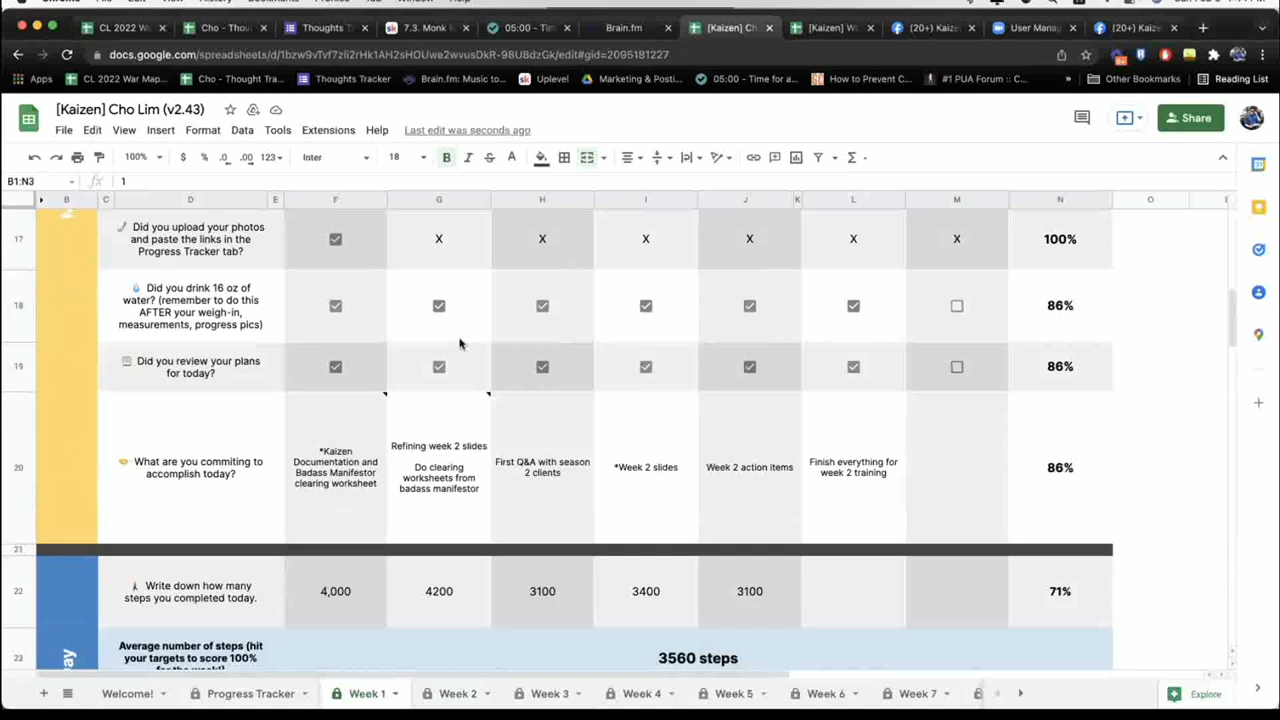 CL 2022 War
Cho - Thou
Thoughts T
7.3: Monk
05:00 - Tim
Brain.fm
[Kaizen] Ch
[Kaizen] W
(20+) Kaize
User Mana
(20+) Kaize
docs.google.com/spreadsheets/d/1bzw9vTvf7zli2rHk1AH2sHOUwe2wvusDkR-98U8dzGk/edit#gid=2095181227
Apps
CL 2022 War Map...
Cho - Thought Tra...
Thoughts Tracker
Brain.fm: Music to...
Uplevel
Marketing & Posti...
05:00 - Time for a...
How to Prevent C...
#1 PUA Forum :: C...
»
Other Bookmarks
Reading List
[Kaizen] Cho Lim (v2.43)
File Edit View Insert Format Data Tools Extensions Help Last edit was seconds ago
Share
100% $ % .0 .00 123 Inter 18 B I S A
B1:N3 fx 1
B C D E F G H I J K L M N O
17
Did you upload your photos
and paste the links in the
Progress Tracker tab?
X X X X X X 100%
18
Did you drink 16 oz of
water? (remember to do this
AFTER your weigh-in,
measurements, progress pics)
86%
19
Did you review your plans
for today?
86%
20
What are you commiting to
accomplish today?
*Kaizen
Documentation and
Badass Manifestor
clearing worksheet
Refining week 2 slides
Do clearing
worksheets from
badass manifestor
First Q&A with season
2 clients
*Week 2 slides
Week 2 action items
Finish everything for
week 2 training
86%
21
22
Write down how many
steps you completed today.
4,000 4200 3100 3400 3100 71%
23
Average number of steps (hit
your targets to score 100%
3560 steps
Welcome! Progress Tracker Week 1 Week 2 Week 3 Week 4 Week 5 Week 6 Week 7
Explore